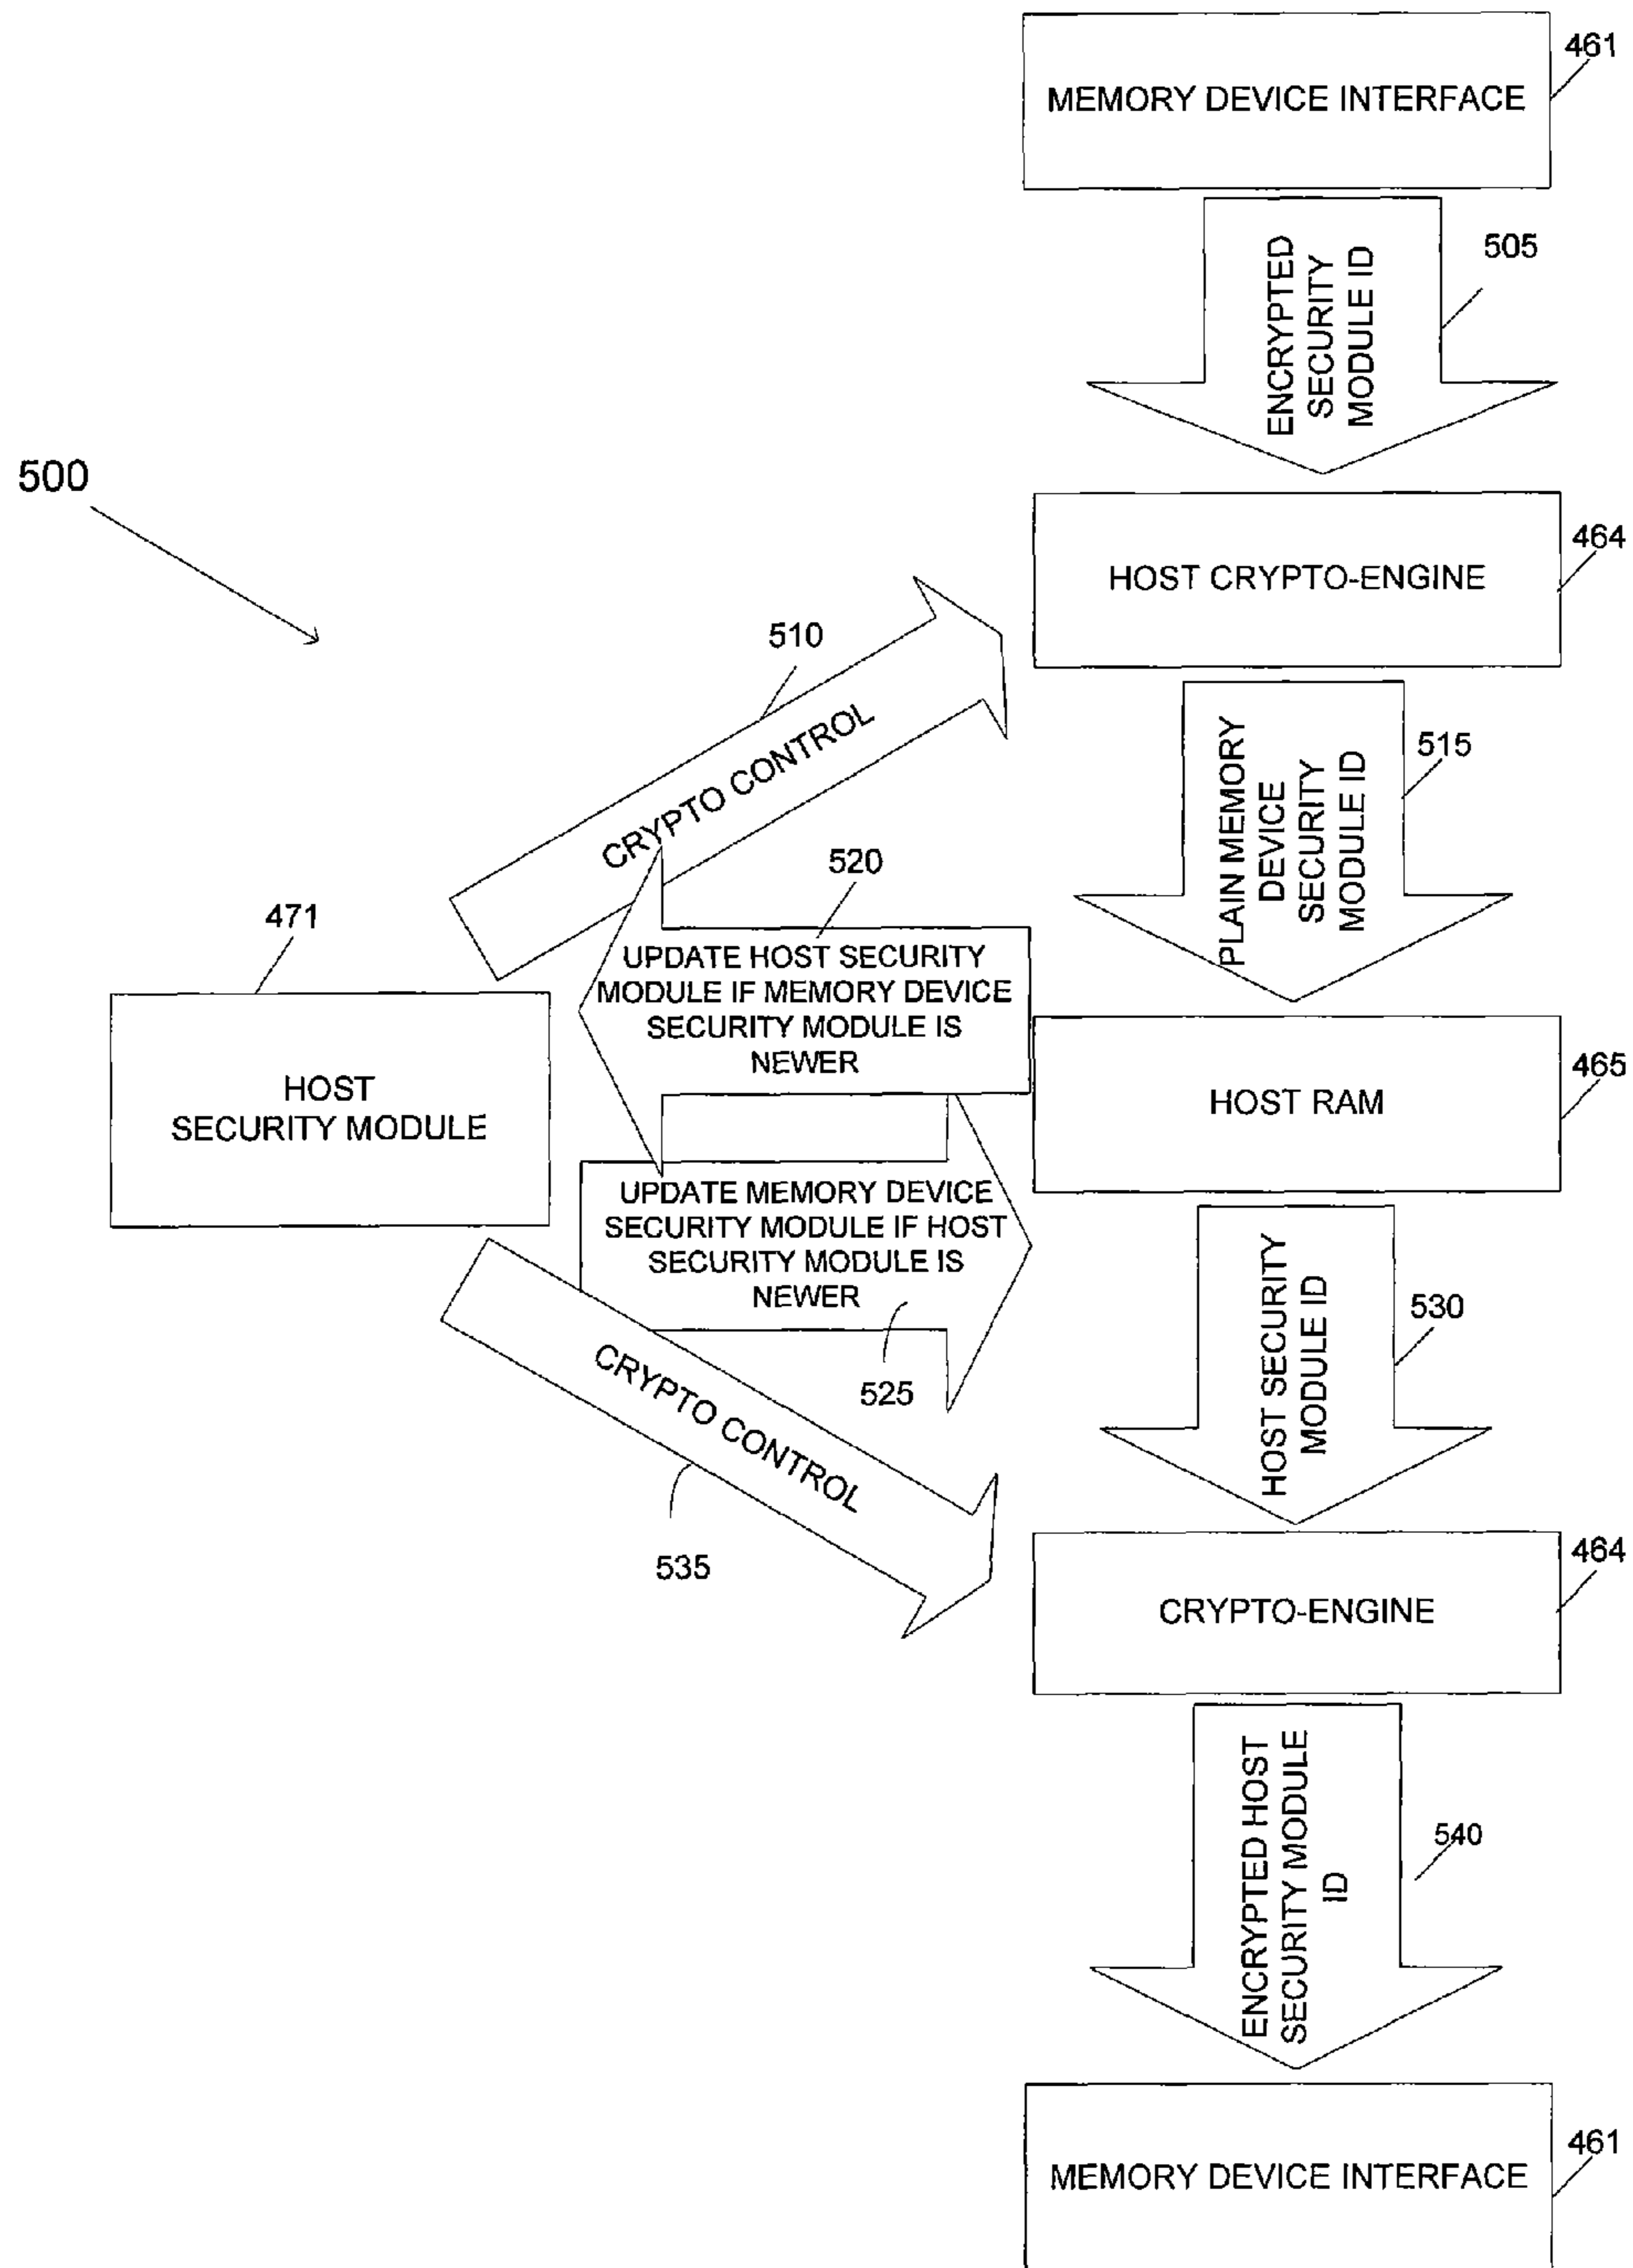 461
MEMORY DEVICE INTERFACE
505
ENCRYPTED
SECURITY
MODULE ID
500
464
HOST CRYPTO-ENGINE
510
CRYPTO CONTROL
515
PLAIN MEMORY
DEVICE
SECURITY
MODULE ID
520
UPDATE HOST SECURITY
MODULE IF MEMORY DEVICE
SECURITY MODULE IS
NEWER
471
HOST
SECURITY MODULE
465
HOST RAM
UPDATE MEMORY DEVICE
SECURITY MODULE IF HOST
SECURITY MODULE IS
NEWER
525
530
HOST SECURITY
MODULE ID
CRYPTO CONTROL
535
464
CRYPTO-ENGINE
540
ENCRYPTED HOST
SECURITY MODULE
ID
461
MEMORY DEVICE INTERFACE